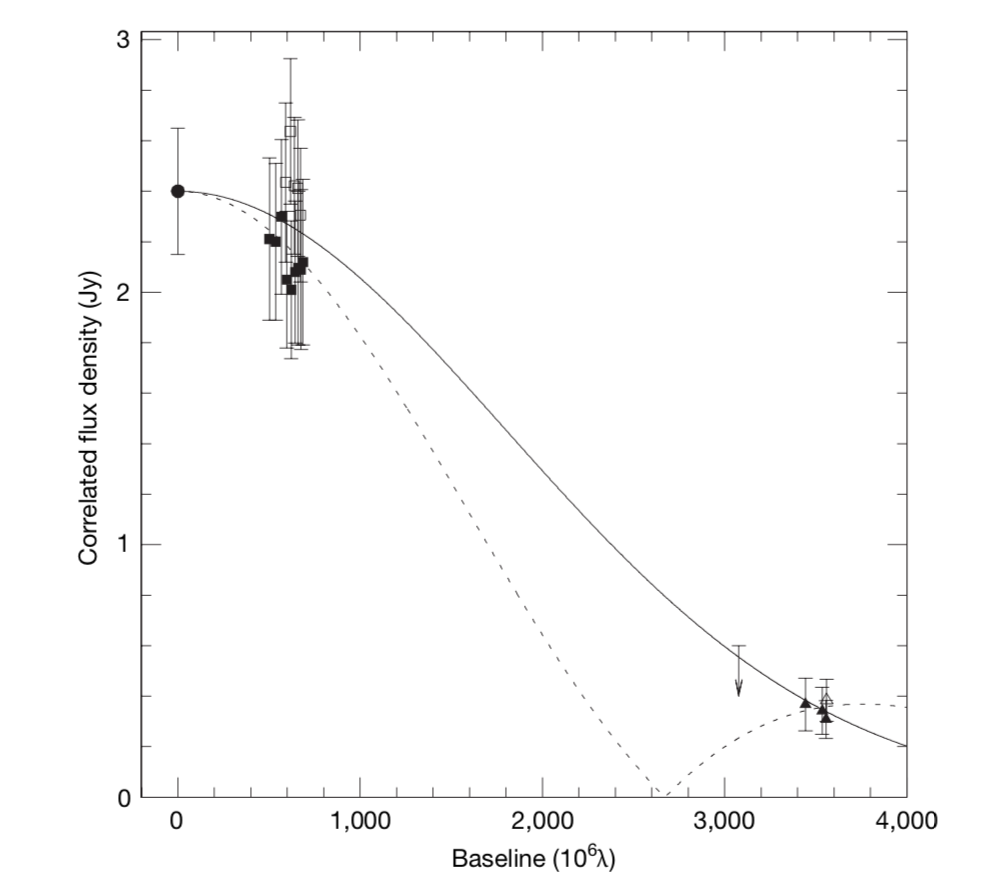 3
2
1
0
Correlated flux density (Jy)
0 1,000 2,000 3,000 4,000
Baseline (10⁶λ)